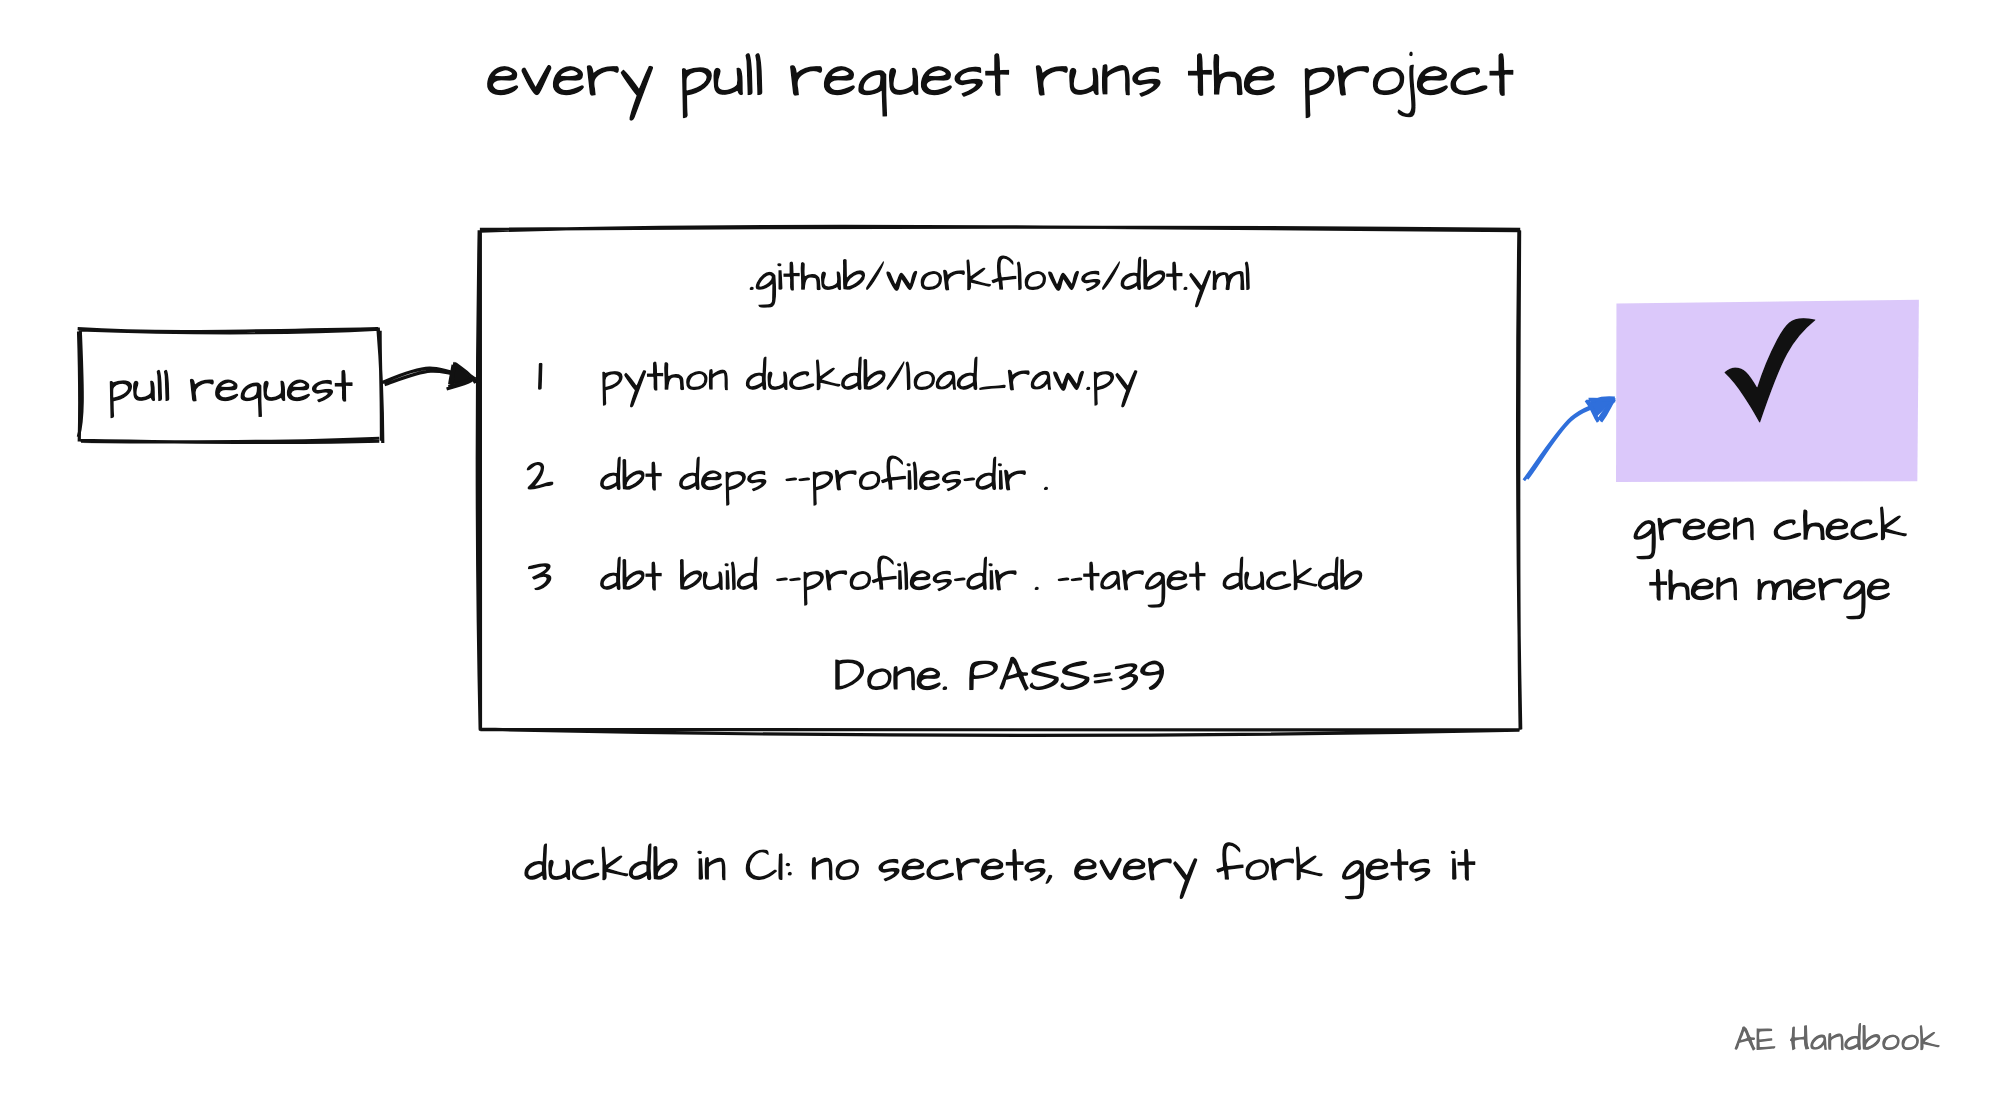 every pull request runs the project
pull request
.github/workflows/dbt.yml
1 python duckdb/load_raw.py
2 dbt deps --profiles-dir .
3 dbt build --profiles-dir . --target duckdb
Done. PASS=39
green check
then merge
duckdb in CI: no secrets, every fork gets it
AE Handbook